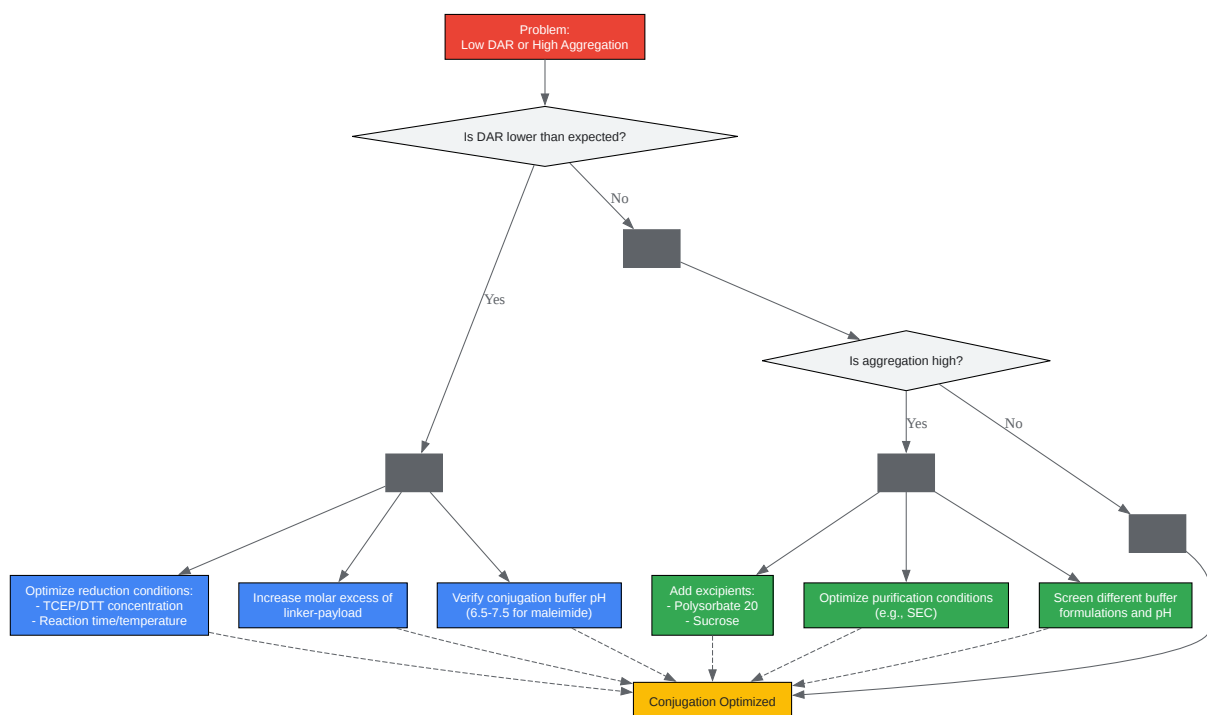 Problem:
Low DAR or High Aggregation
Is DAR lower than expected?
No
Yes
Is aggregation high?
Yes
No
Optimize reduction conditions:
- TCEP/DTT concentration
- Reaction time/temperature
Increase molar excess of
linker-payload
Verify conjugation buffer pH
(6.5-7.5 for maleimide)
Add excipients:
- Polysorbate 20
- Sucrose
Optimize purification conditions
(e.g., SEC)
Screen different buffer
formulations and pH
Conjugation Optimized